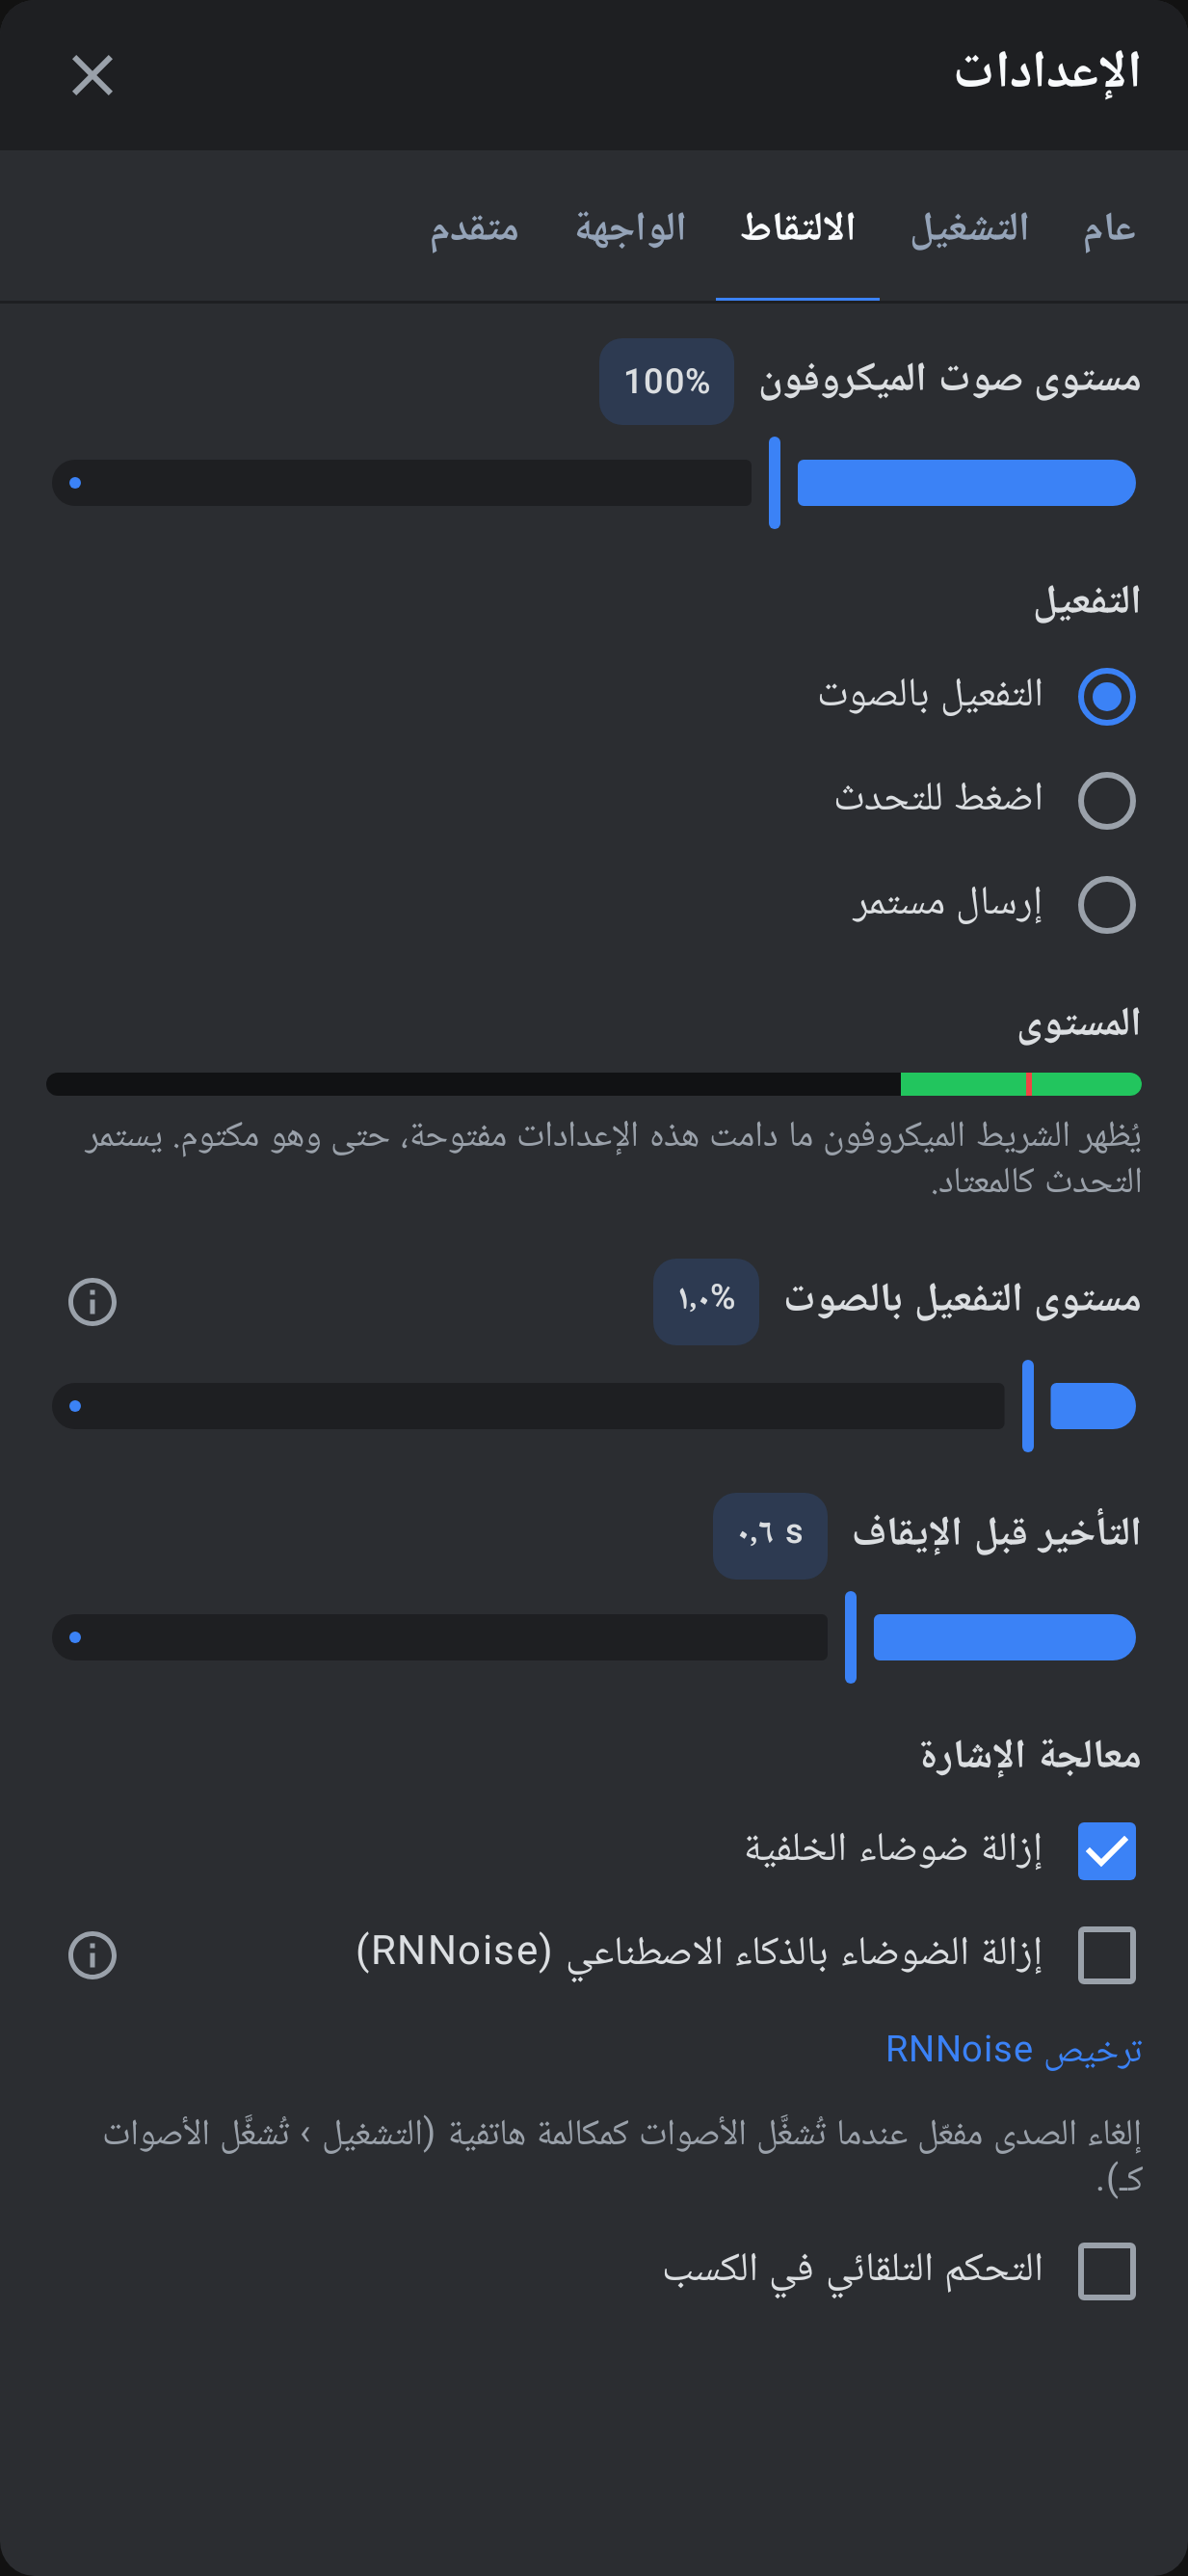 الإعدادات
عام التشغيل الالتقاط الواجهة متقدم
مستوى صوت الميكروفون 100%
التفعيل
التفعيل بالصوت
اضغط للتحدث
إرسال مستمر
المستوى
يُظهر الشريط الميكروفون ما دامت هذه الإعدادات مفتوحة، حتى وهو مكتوم. يستمر
التحدث كالمعتاد.
مستوى التفعيل بالصوت ١,٠%
التأخير قبل الإيقاف ٠,٦ s
معالجة الإشارة
إزالة ضوضاء الخلفية
إزالة الضوضاء بالذكاء الاصطناعي (RNNoise)
ترخيص RNNoise
إلغاء الصدى مفعّل عندما تُشغَّل الأصوات كمكالمة هاتفية (التشغيل › تُشغَّل الأصوات
كـ).
التحكم التلقائي في الكسب